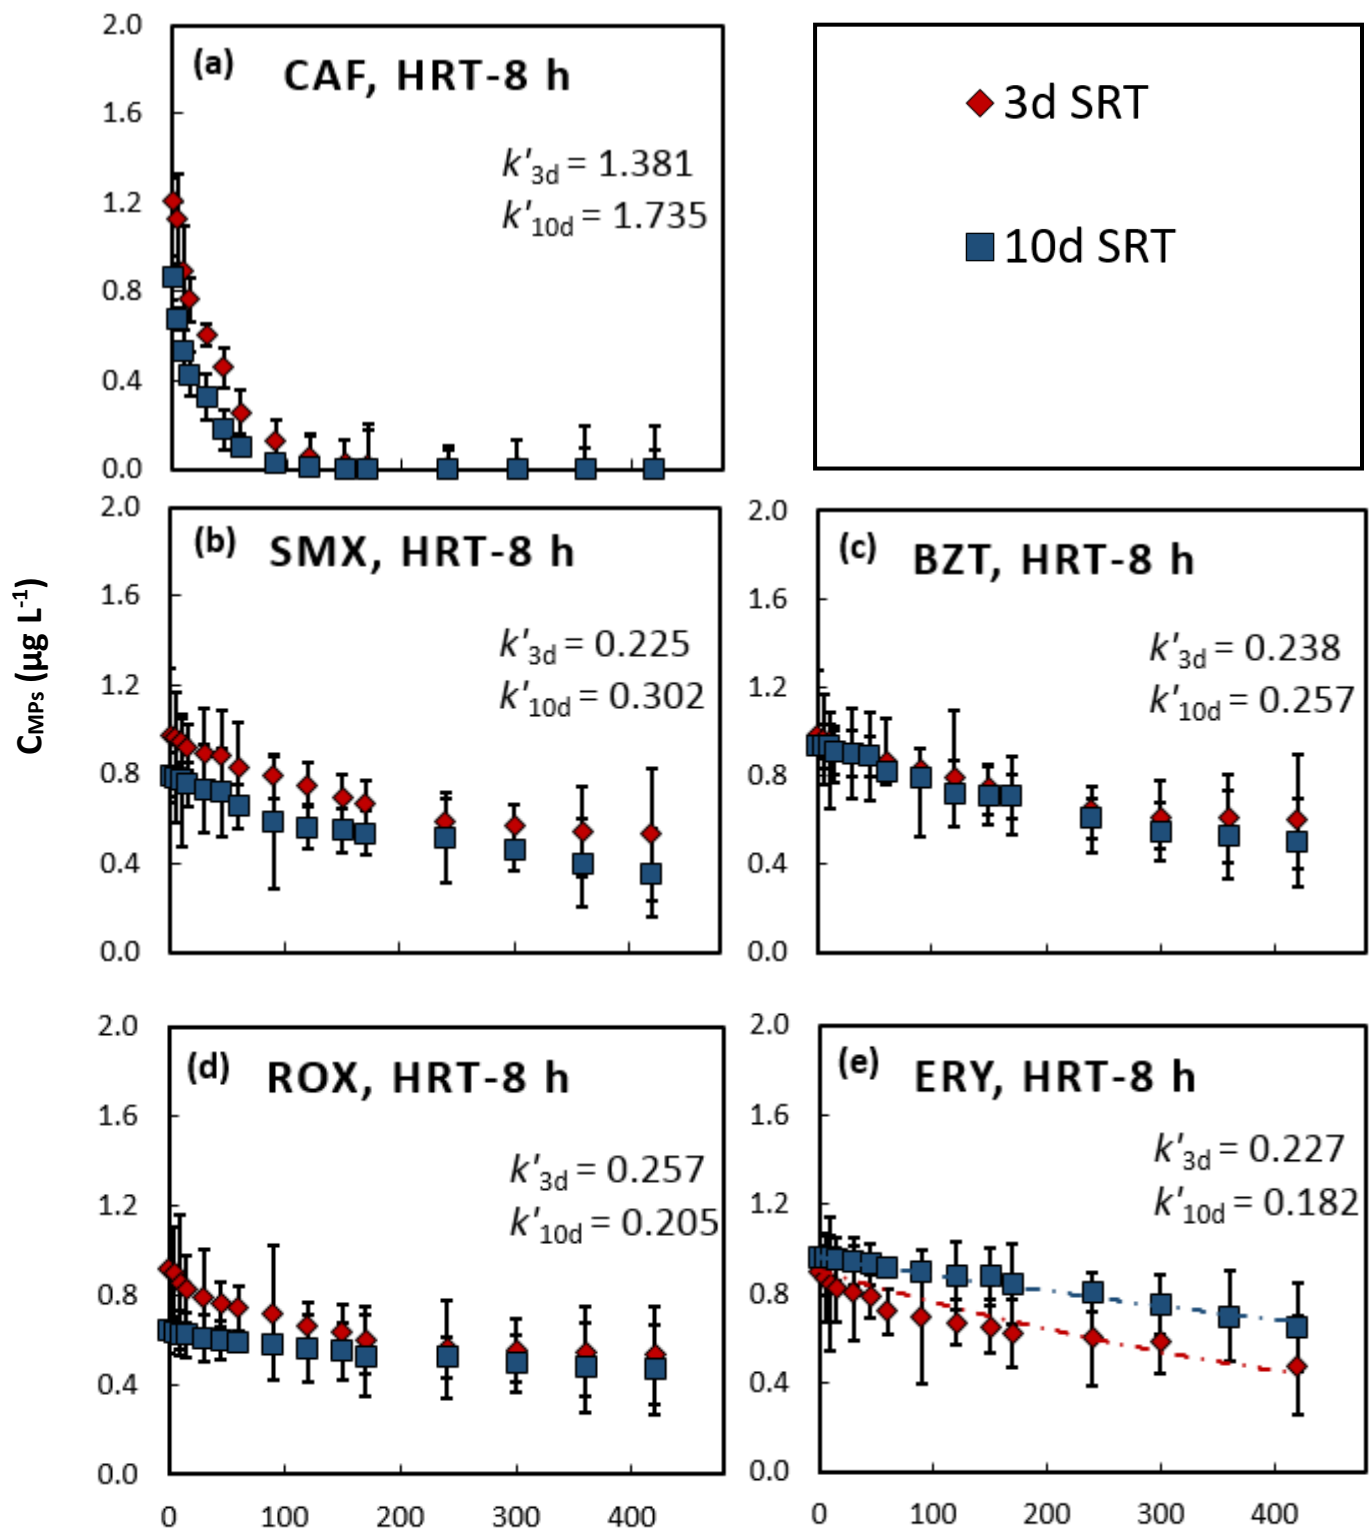 2.0
1.6
1.2
0.8
0.4
0.0
(a) CAF, HRT-8 h
k'3d = 1.381
k'10d = 1.735
3d SRT
10d SRT
CMPs (µg L-1)
2.0
1.6
1.2
0.8
0.4
0.0
(b) SMX, HRT-8 h
k'3d = 0.225
k'10d = 0.302
2.0
1.6
1.2
0.8
0.4
0.0
(c) BZT, HRT-8 h
k'3d = 0.238
k'10d = 0.257
2.0
1.6
1.2
0.8
0.4
0.0
(d) ROX, HRT-8 h
k'3d = 0.257
k'10d = 0.205
0 100 200 300 400
2.0
1.6
1.2
0.8
0.4
0.0
(e) ERY, HRT-8 h
k'3d = 0.227
k'10d = 0.182
0 100 200 300 400